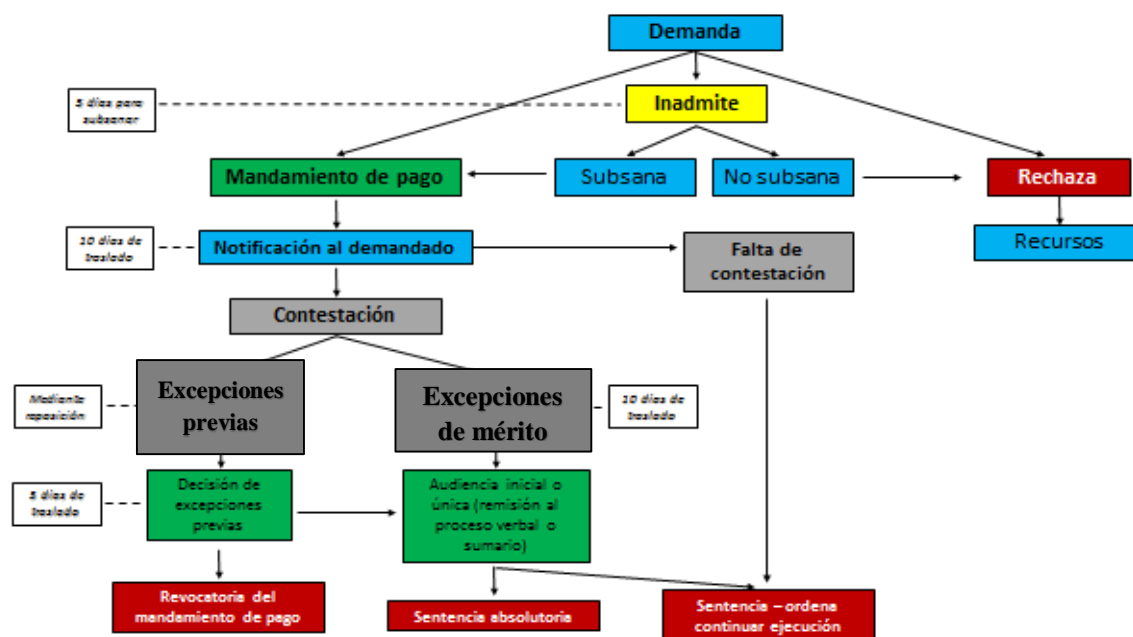 Demanda
5 días para
subsanar
Inadmite
Mandamiento de pago
Subsana
No subsana
Rechaza
10 días de
traslado
Notificación al demandado
Falta de
contestación
Recursos
Contestación
Mediante
reposición
Excepciones
previas
Excepciones
de mérito
10 días de
traslado
Decisión de
excepciones
previas
Audiencia inicial o
única (remisión al
proceso verbal o
sumario)
traslado
Revocatoria del
mandamiento de pago
Sentencia absolutoria
Sentencia – ordena
continuar ejecución